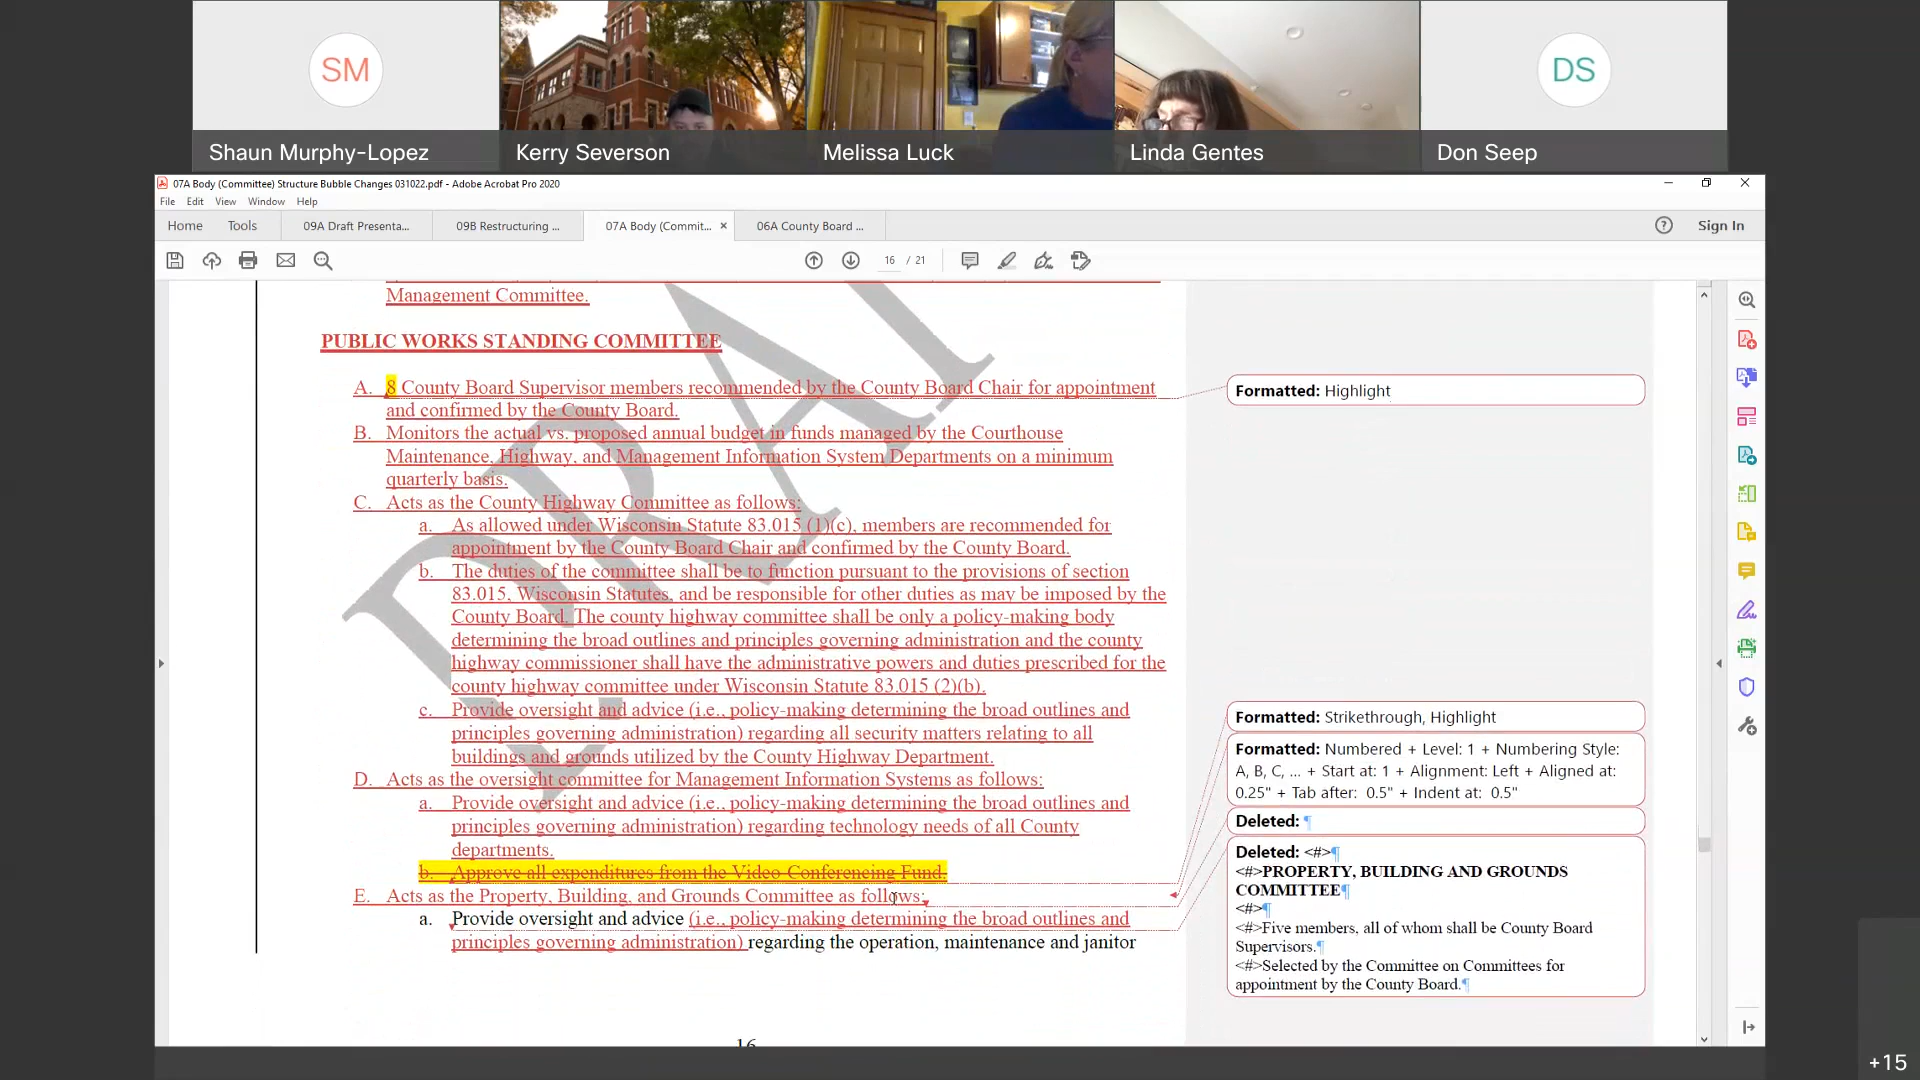 SM
DS
Shaun Murphy-Lopez
Kerry Severson
Melissa Luck
Linda Gentes
Don Seep
07A Body (Committee) Structure Bubble Changes 031022.pdf - Adobe Acrobat Pro 2020
File Edit View Window Help
Home Tools 09A Draft Presenta... 09B Restructuring ... 07A Body (Commit... × 06A County Board ... Sign In
16 / 21
Management Committee.
PUBLIC WORKS STANDING COMMITTEE
A. 8 County Board Supervisor members recommended by the County Board Chair for appointment
and confirmed by the County Board.
B. Monitors the actual vs. proposed annual budget in funds managed by the Courthouse
Maintenance, Highway, and Management Information System Departments on a minimum
quarterly basis.
C. Acts as the County Highway Committee as follows:
a. As allowed under Wisconsin Statute 83.015 (1)(c), members are recommended for
appointment by the County Board Chair and confirmed by the County Board.
b. The duties of the committee shall be to function pursuant to the provisions of section
83.015, Wisconsin Statutes, and be responsible for other duties as may be imposed by the
County Board. The county highway committee shall be only a policy-making body
determining the broad outlines and principles governing administration and the county
highway commissioner shall have the administrative powers and duties prescribed for the
county highway committee under Wisconsin Statute 83.015 (2)(b).
c. Provide oversight and advice (i.e., policy-making determining the broad outlines and
principles governing administration) regarding all security matters relating to all
buildings and grounds utilized by the County Highway Department.
D. Acts as the oversight committee for Management Information Systems as follows:
a. Provide oversight and advice (i.e., policy-making determining the broad outlines and
principles governing administration) regarding technology needs of all County
departments.
b. Approve all expenditures from the Video Conferencing Fund.
E. Acts as the Property, Building, and Grounds Committee as follows:
a. Provide oversight and advice (i.e., policy-making determining the broad outlines and
principles governing administration) regarding the operation, maintenance and janitor
16
Formatted: Highlight
Formatted: Strikethrough, Highlight
Formatted: Numbered + Level: 1 + Numbering Style:
A, B, C, ... + Start at: 1 + Alignment: Left + Aligned at:
0.25" + Tab after: 0.5" + Indent at: 0.5"
Deleted: ¶
Deleted: <#>¶
<#>PROPERTY, BUILDING AND GROUNDS
COMMITTEE¶
<#>¶
<#>Five members, all of whom shall be County Board
Supervisors.¶
<#>Selected by the Committee on Committees for
appointment by the County Board.¶
+15